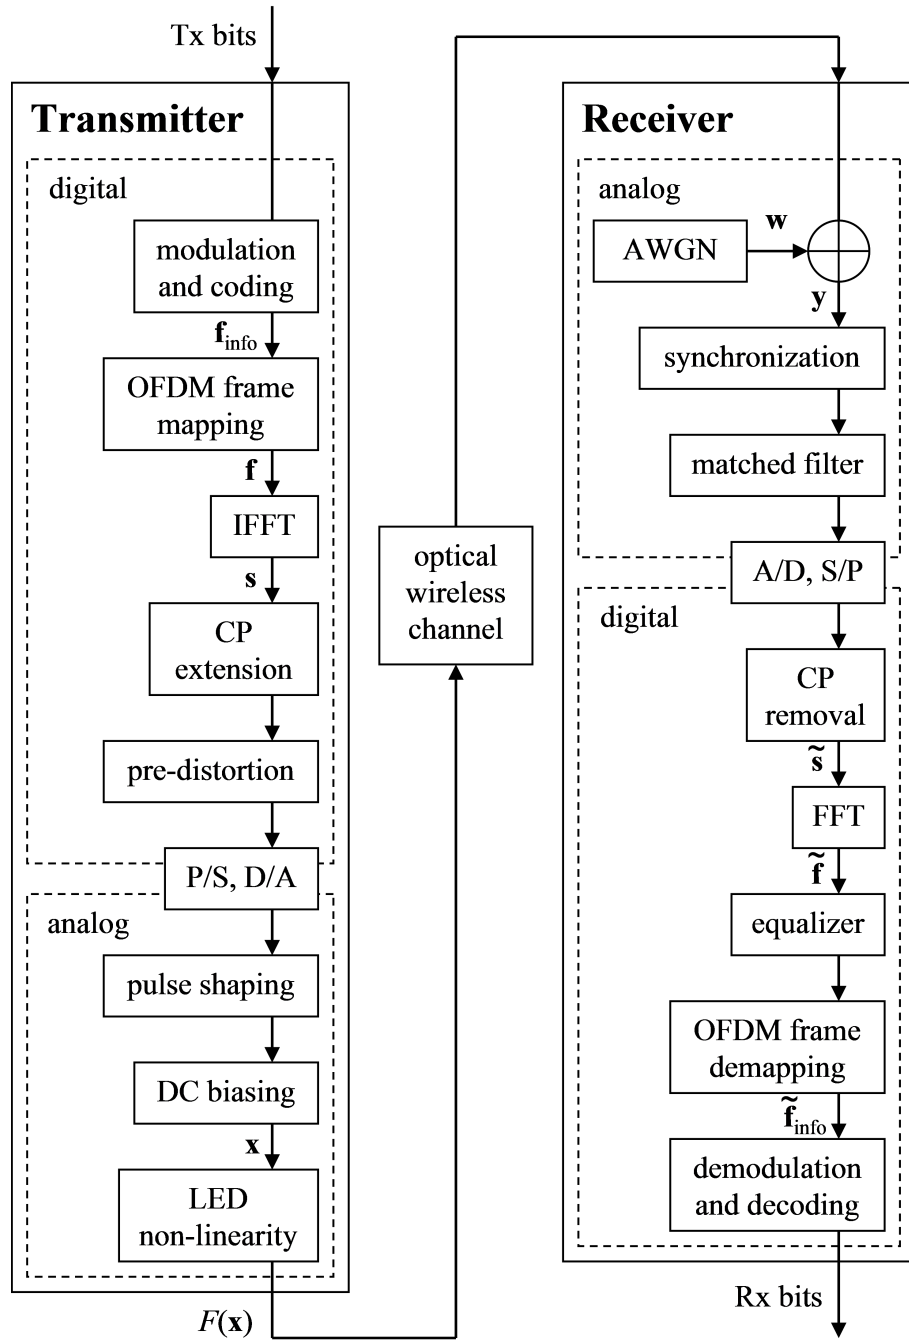 Tx bits
Transmitter
digital
modulation
and coding
f_info
OFDM frame
mapping
f
IFFT
s
CP
extension
pre-distortion
P/S, D/A
analog
pulse shaping
DC biasing
x
LED
non-linearity
F(x)
optical
wireless
channel
Receiver
analog
AWGN
w
y
synchronization
matched filter
A/D, S/P
digital
CP
removal
s̃
FFT
f̃
equalizer
OFDM frame
demapping
f̃_info
demodulation
and decoding
Rx bits